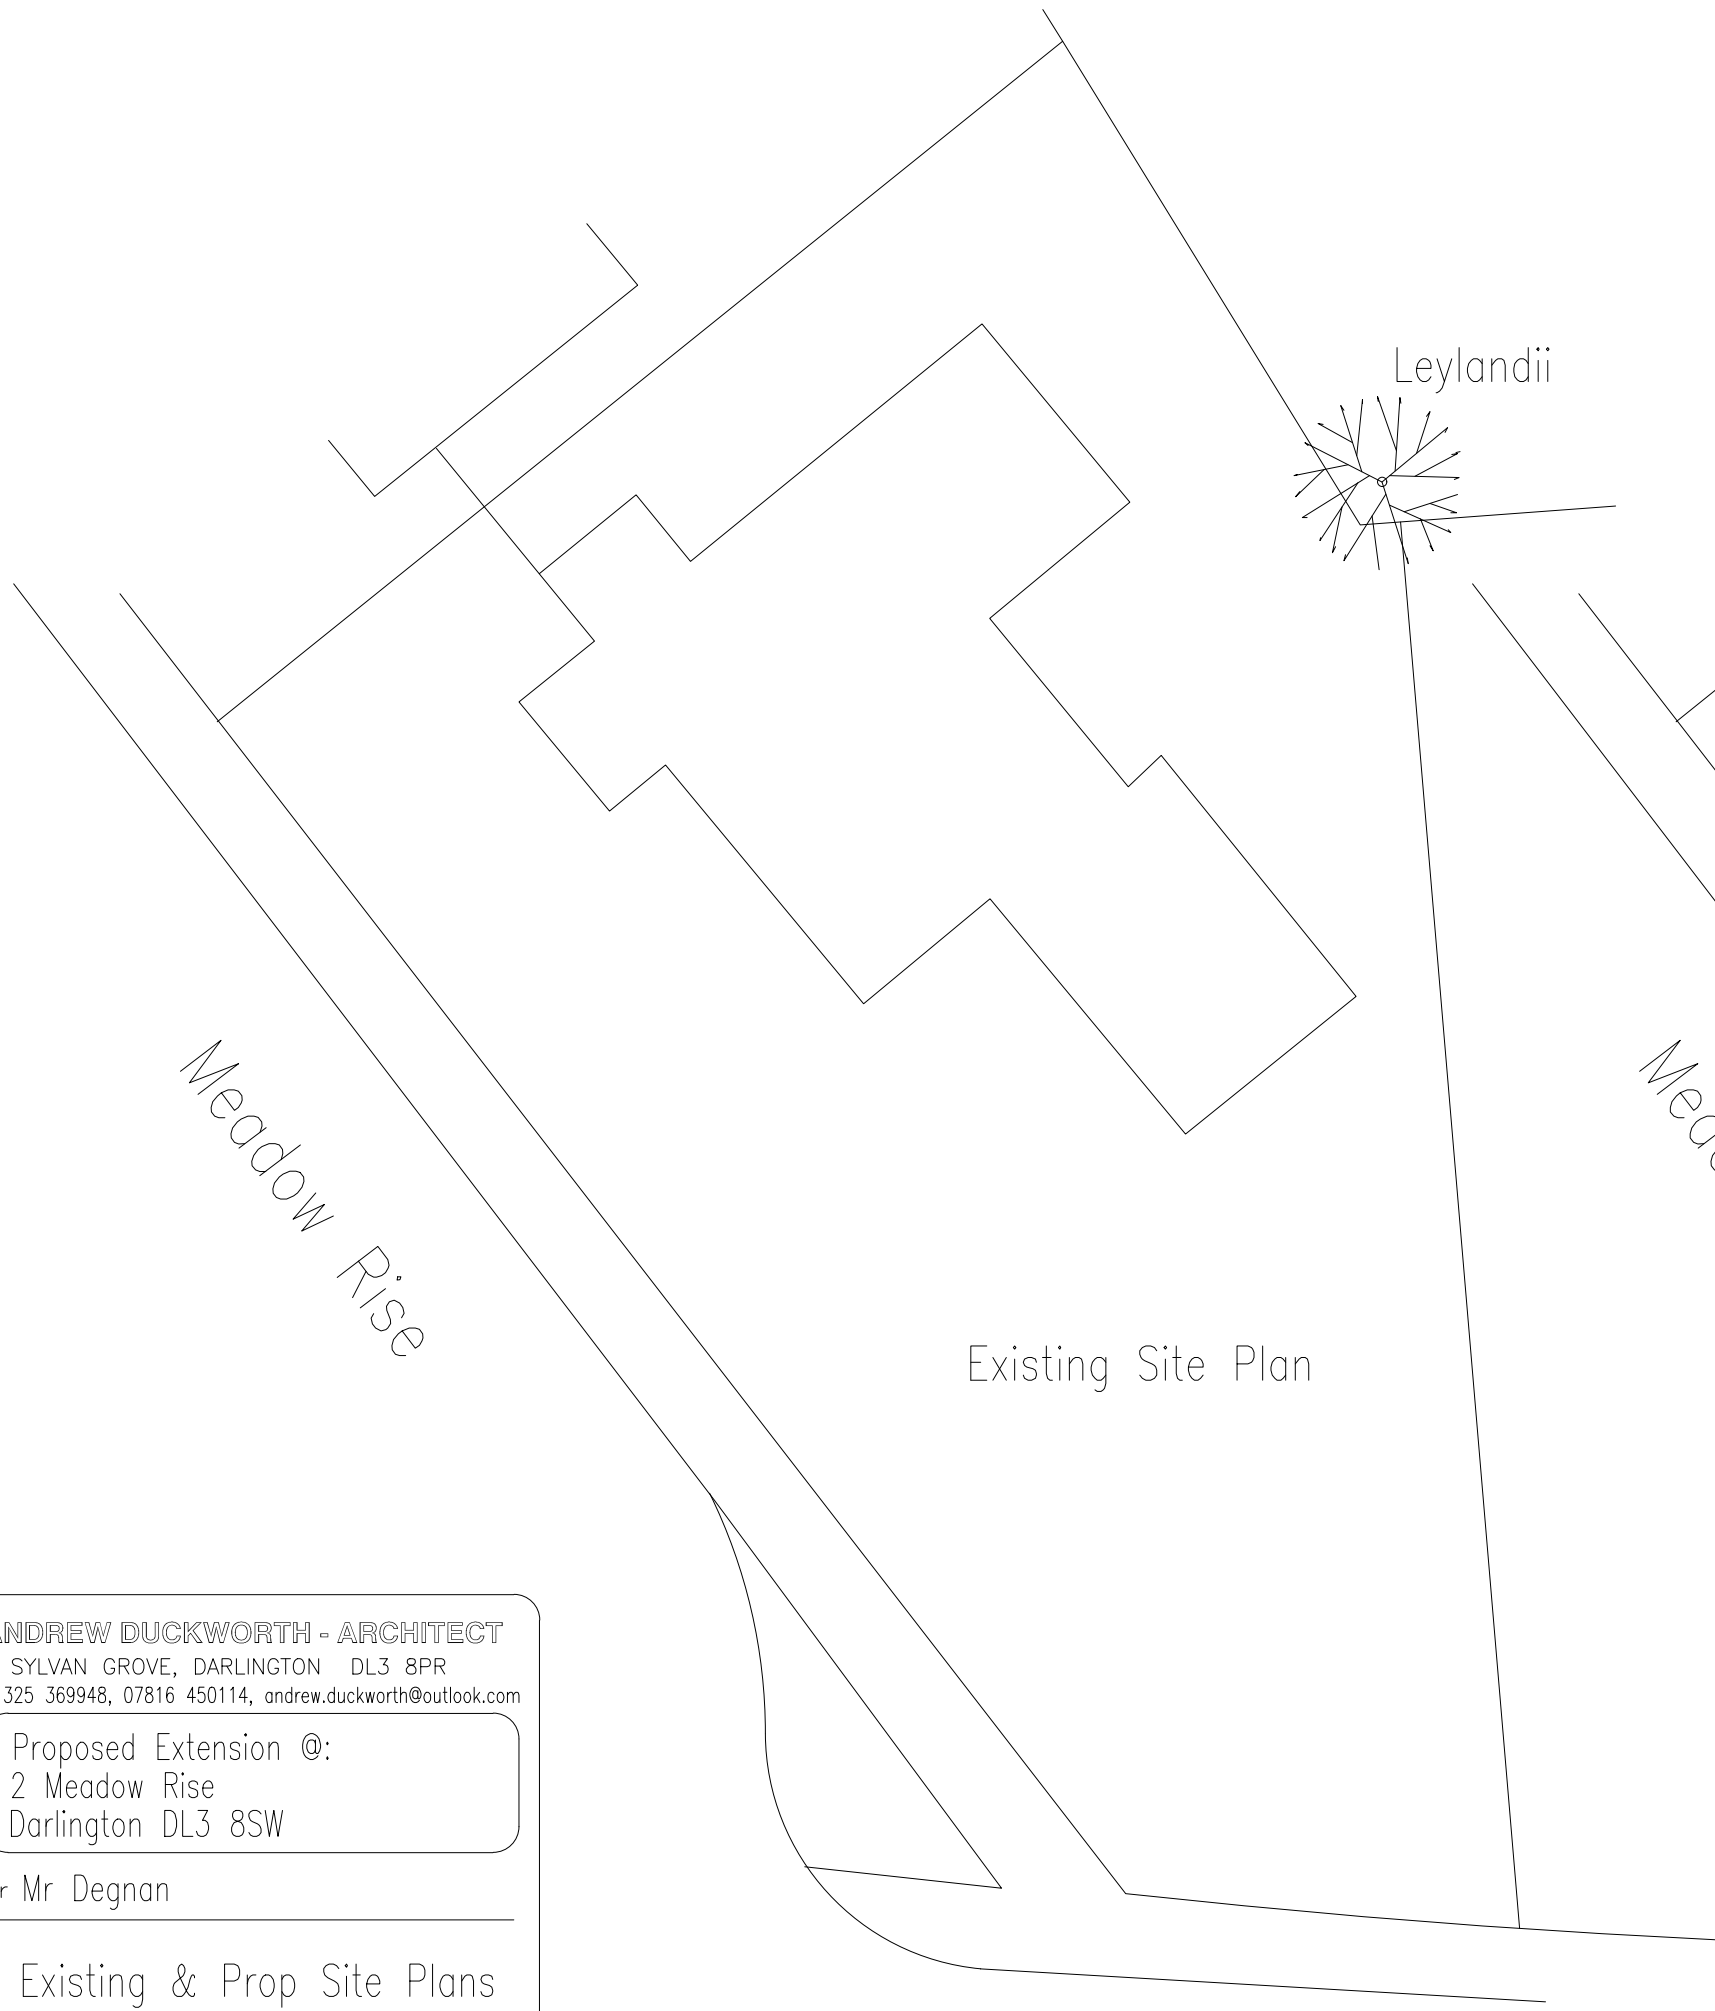 Leylandii
Meadow Rise
Existing Site Plan
ANDREW DUCKWORTH - ARCHITECT
SYLVAN GROVE, DARLINGTON DL3 8PR
325 369948, 07816 450114, andrew.duckworth@outlook.com
Proposed Extension @:
2 Meadow Rise
Darlington DL3 8SW
Mr Degnan
Existing & Prop Site Plans